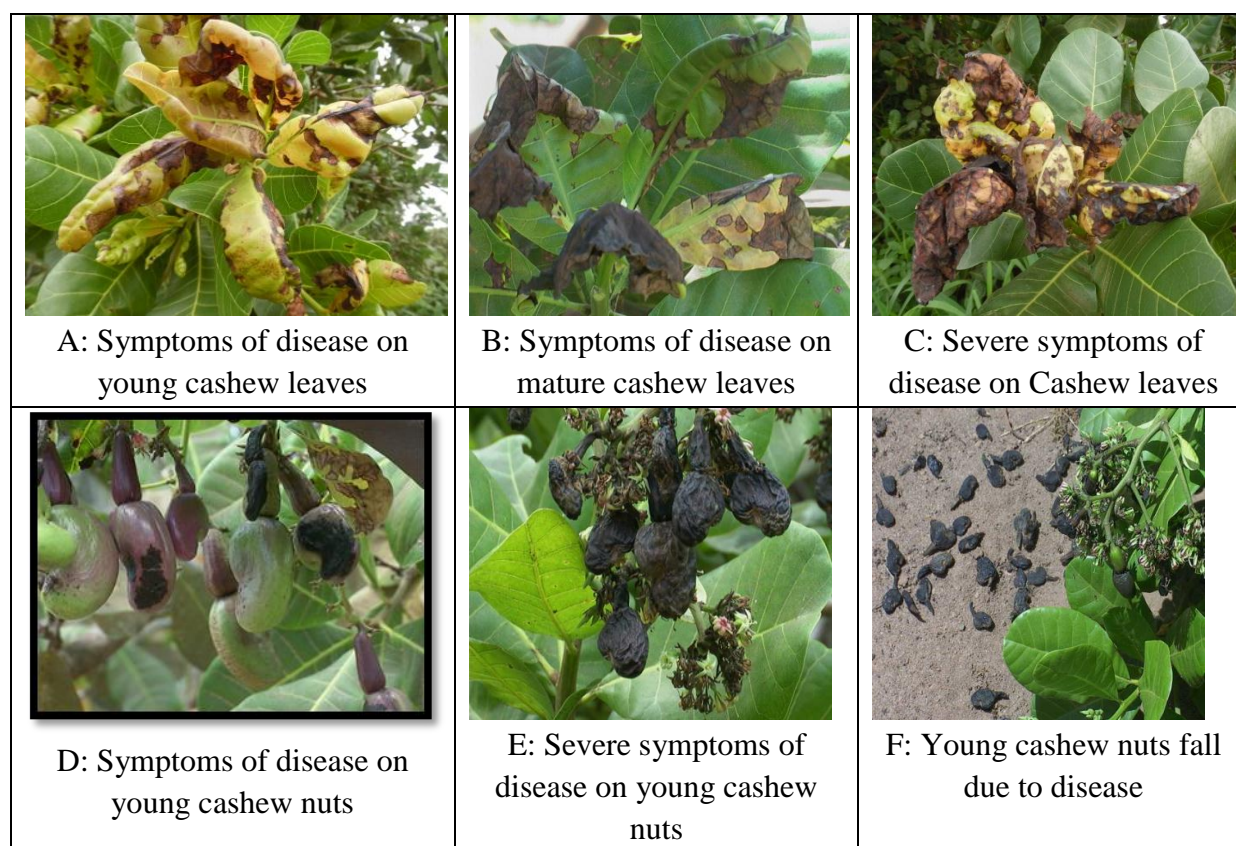 A: Symptoms of disease on
young cashew leaves
B: Symptoms of disease on
mature cashew leaves
C: Severe symptoms of
disease on Cashew leaves
D: Symptoms of disease on
young cashew nuts
E: Severe symptoms of
disease on young cashew
nuts
F: Young cashew nuts fall
due to disease